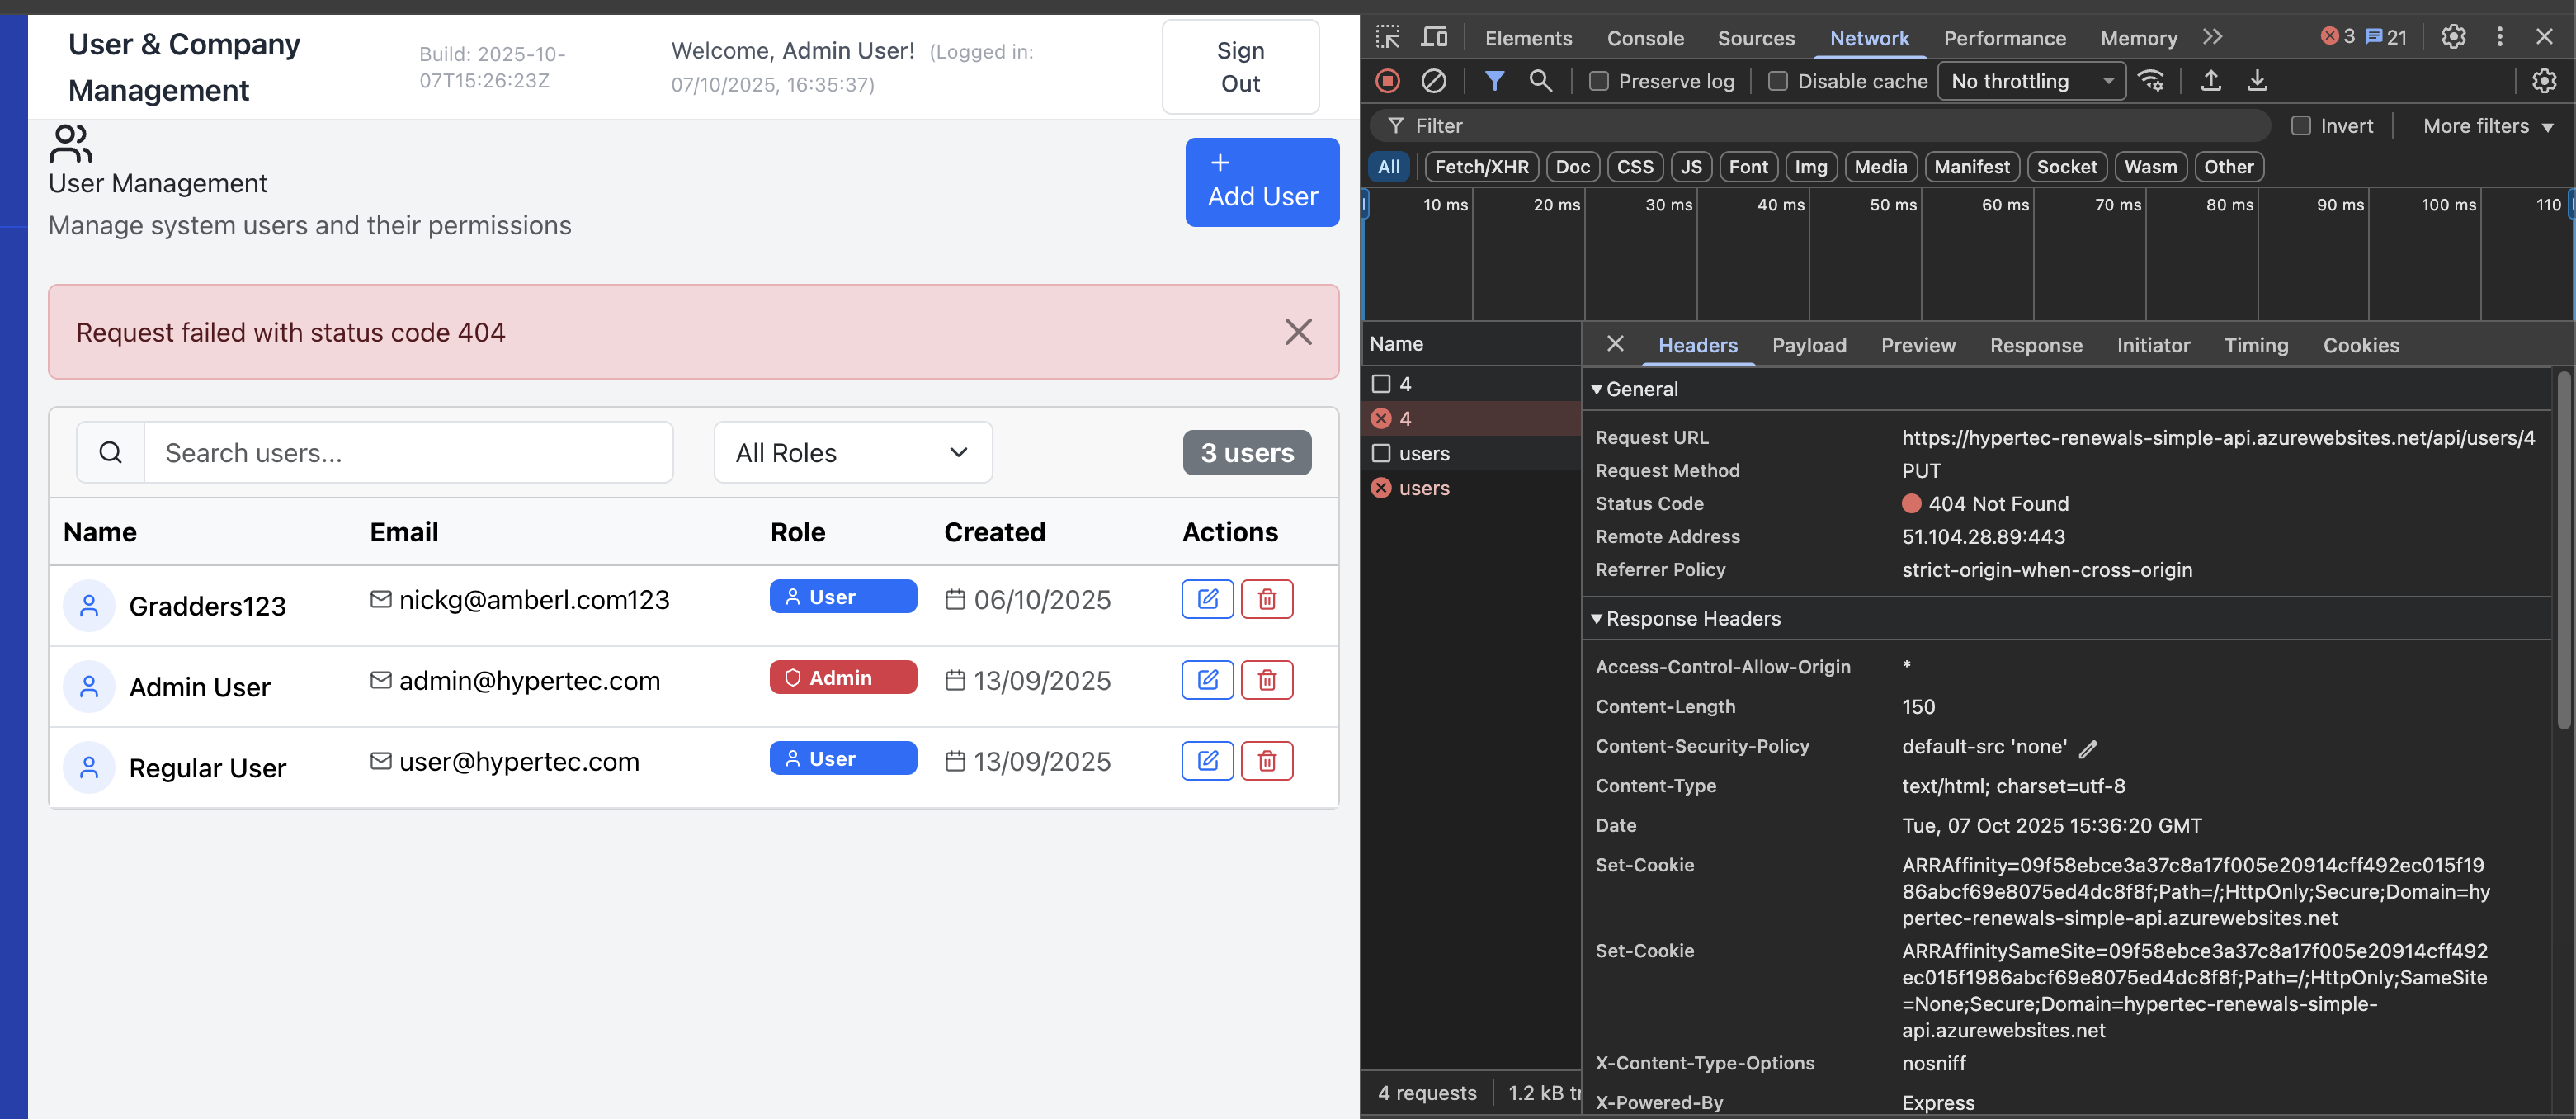 User & Company
Management
Build: 2025-10-
07T15:26:23Z
Welcome, Admin User! (Logged in:
07/10/2025, 16:35:37)
Sign
Out
User Management
Manage system users and their permissions
+
Add User
Request failed with status code 404
Search users...
All Roles
3 users
Name Email Role Created Actions
Gradders123 nickg@amberl.com123 User 06/10/2025
Admin User admin@hypertec.com Admin 13/09/2025
Regular User user@hypertec.com User 13/09/2025
Elements Console Sources Network Performance Memory 3 21
Preserve log Disable cache No throttling
Filter Invert More filters
All Fetch/XHR Doc CSS JS Font Img Media Manifest Socket Wasm Other
10 ms 20 ms 30 ms 40 ms 50 ms 60 ms 70 ms 80 ms 90 ms 100 ms 110
Name
4
4
users
users
4 requests 1.2 kB
Headers Payload Preview Response Initiator Timing Cookies
General
Request URL https://hypertec-renewals-simple-api.azurewebsites.net/api/users/4
Request Method PUT
Status Code 404 Not Found
Remote Address 51.104.28.89:443
Referrer Policy strict-origin-when-cross-origin
Response Headers
Access-Control-Allow-Origin *
Content-Length 150
Content-Security-Policy default-src 'none'
Content-Type text/html; charset=utf-8
Date Tue, 07 Oct 2025 15:36:20 GMT
Set-Cookie ARRAffinity=09f58ebce3a37c8a17f005e20914cff492ec015f19
86abcf69e8075ed4dc8f8f;Path=/;HttpOnly;Secure;Domain=hy
pertec-renewals-simple-api.azurewebsites.net
Set-Cookie ARRAffinitySameSite=09f58ebce3a37c8a17f005e20914cff492
ec015f1986abcf69e8075ed4dc8f8f;Path=/;HttpOnly;SameSite
=None;Secure;Domain=hypertec-renewals-simple-
api.azurewebsites.net
X-Content-Type-Options nosniff
X-Powered-By Express